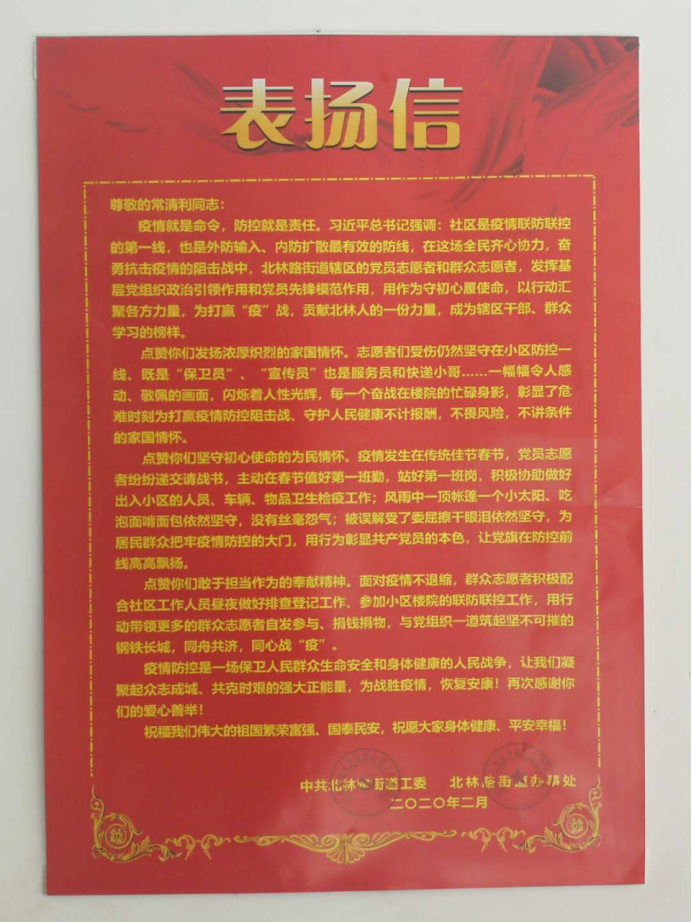 表扬信
尊敬的常清利同志：
疫情就是命令，防控就是责任。习近平总书记强调：社区是疫情联防联控
的第一线，也是外防输入、内防扩散最有效的防线，在这场全民齐心协力，奋
勇抗击疫情的阻击战中，北林路街道辖区的党员志愿者和群众志愿者，发挥基
层党组织政治引领作用和党员先锋模范作用，用作为守初心履使命，以行动汇
聚各方力量，为打赢“疫”战，贡献北林人的一份力量，成为辖区干部、群众
学习的榜样。
点赞你们发扬浓厚炽烈的家国情怀。志愿者们受伤仍然坚守在小区防控一
线、既是“保卫员”、“宣传员”也是服务员和快递小哥……一幅幅令人感
动、敬佩的画面，闪烁着人性光辉，每一个奋战在楼院的忙碌身影，彰显了危
难时刻为打赢疫情防控阻击战、守护人民健康不计报酬，不畏风险，不讲条件
的家国情怀。
点赞你们坚守初心使命的为民情怀。疫情发生在传统佳节春节，党员志愿
者纷纷递交请战书，主动在春节值好第一班勤，站好第一班岗，积极协助做好
出入小区的人员、车辆、物品卫生检疫工作；风雨中一顶帐篷一个小太阳、吃
泡面啃面包依然坚守，没有丝毫怨气；被误解受了委屈擦干眼泪依然坚守，为
居民群众把牢疫情防控的大门，用行为彰显共产党员的本色，让党旗在防控前
线高高飘扬。
点赞你们敢于担当作为的奉献精神。面对疫情不退缩，群众志愿者积极配
合社区工作人员昼夜做好排查登记工作、参加小区楼院的联防联控工作，用行
动带领更多的群众志愿者自发参与、捐钱捐物，与党组织一道筑起坚不可摧的
钢铁长城，同舟共济，同心战“疫”。
疫情防控是一场保卫人民群众生命安全和身体健康的人民战争，让我们凝
聚起众志成城、共克时艰的强大正能量，为战胜疫情，恢复安康！再次感谢你
们的爱心善举！
祝福我们伟大的祖国繁荣富强、国泰民安，祝愿大家身体健康、平安幸福！
中共北林路街道工委 北林路街道办事处
二〇二〇年二月